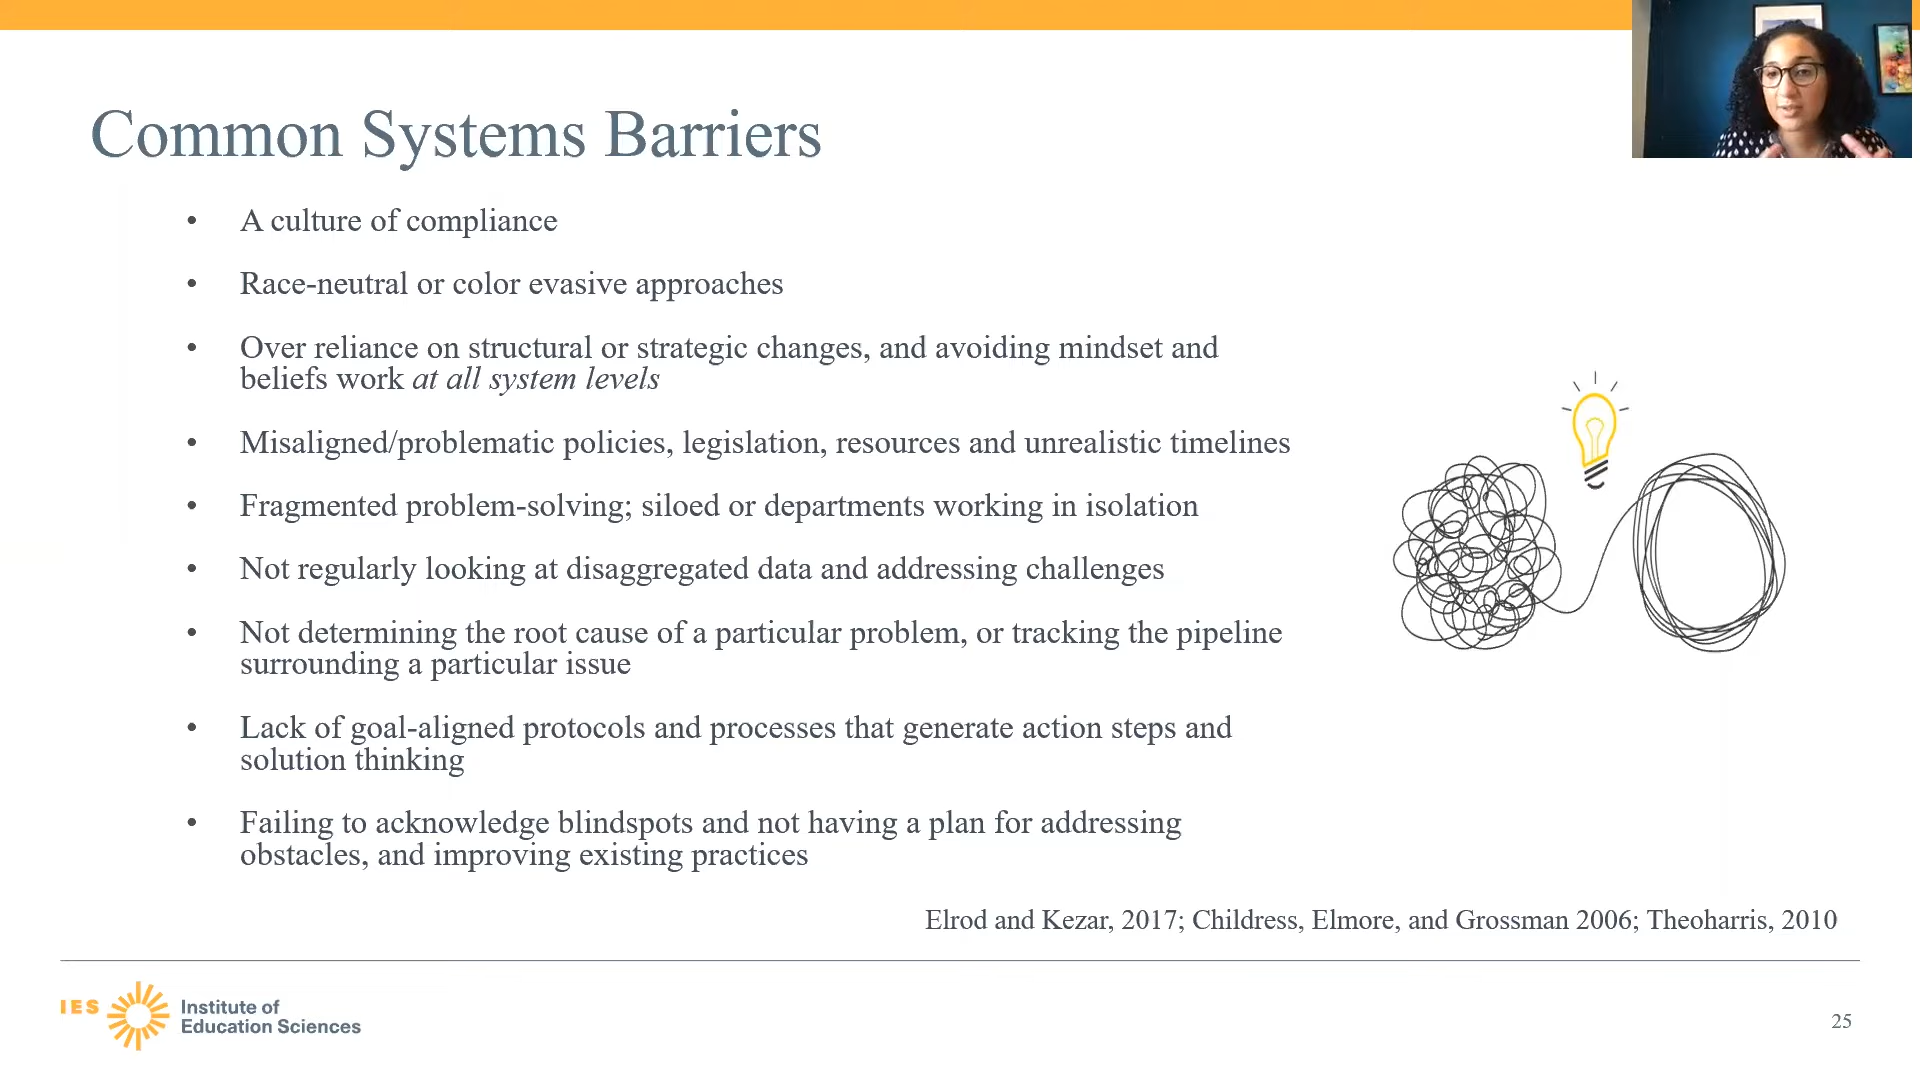 Common Systems Barriers
• A culture of compliance
• Race-neutral or color evasive approaches
• Over reliance on structural or strategic changes, and avoiding mindset and
beliefs work at all system levels
• Misaligned/problematic policies, legislation, resources and unrealistic timelines
• Fragmented problem-solving; siloed or departments working in isolation
• Not regularly looking at disaggregated data and addressing challenges
• Not determining the root cause of a particular problem, or tracking the pipeline
surrounding a particular issue
• Lack of goal-aligned protocols and processes that generate action steps and
solution thinking
• Failing to acknowledge blindspots and not having a plan for addressing
obstacles, and improving existing practices
Elrod and Kezar, 2017; Childress, Elmore, and Grossman 2006; Theoharris, 2010
IES
Institute of
Education Sciences
25